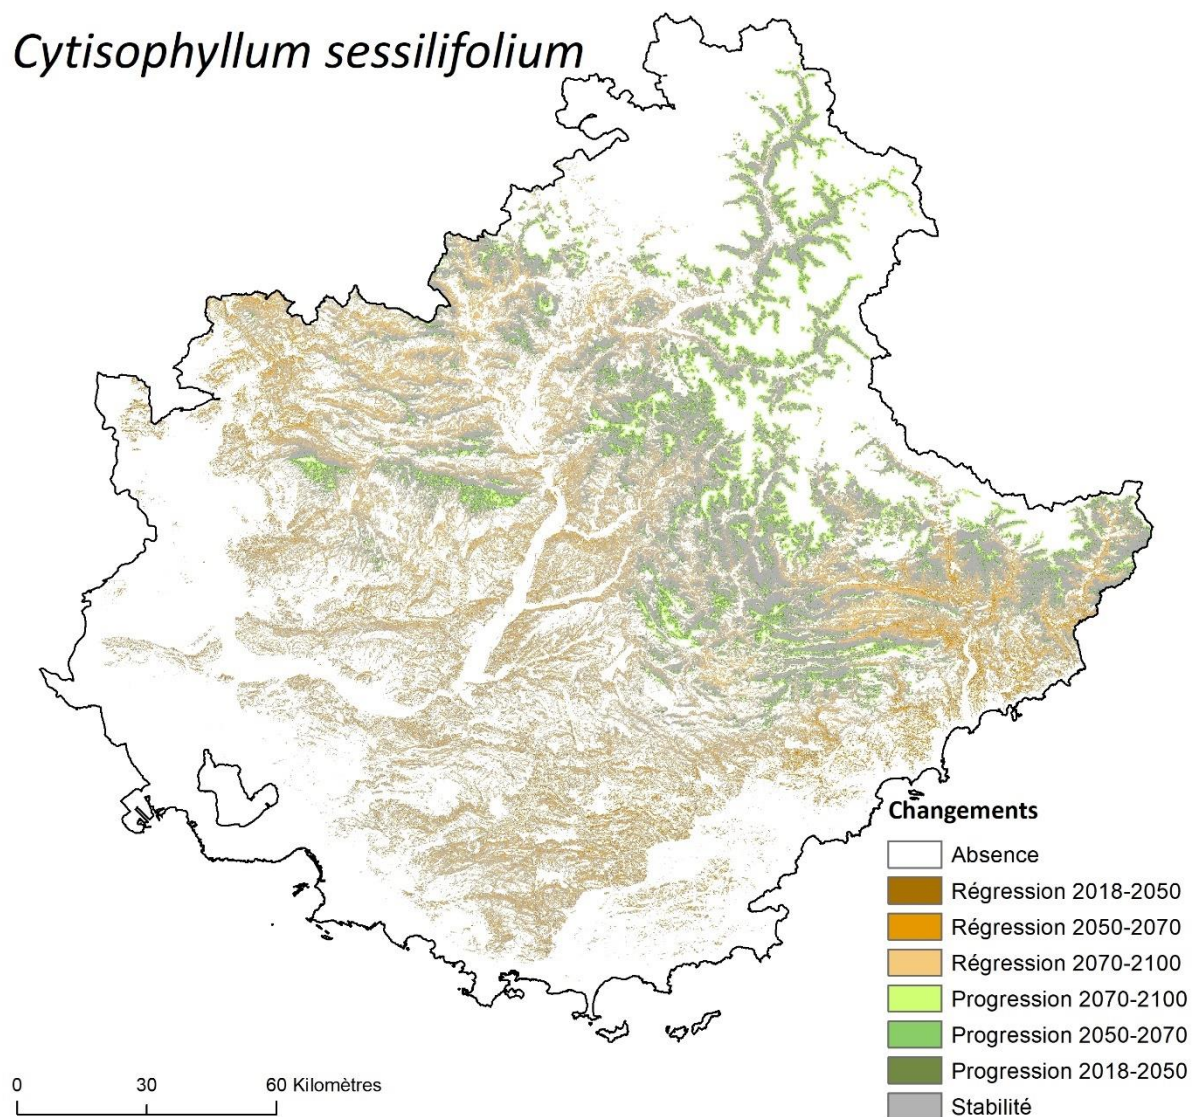 Cytisophyllum sessilifolium
Changements
Absence
Régression 2018-2050
Régression 2050-2070
Régression 2070-2100
Progression 2070-2100
Progression 2050-2070
Progression 2018-2050
Stabilité
0 30 60 Kilomètres